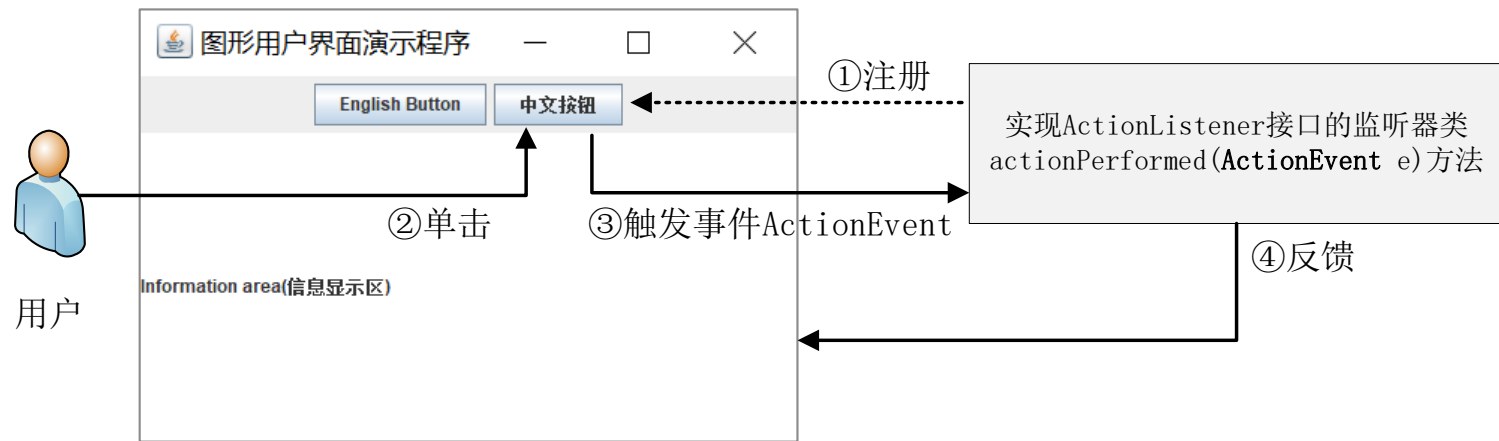 图形用户界面演示程序
English Button
中文按钮
①注册
实现ActionListener接口的监听器类
actionPerformed(ActionEvent e)方法
②单击
③触发事件ActionEvent
④反馈
Information area(信息显示区)
用户